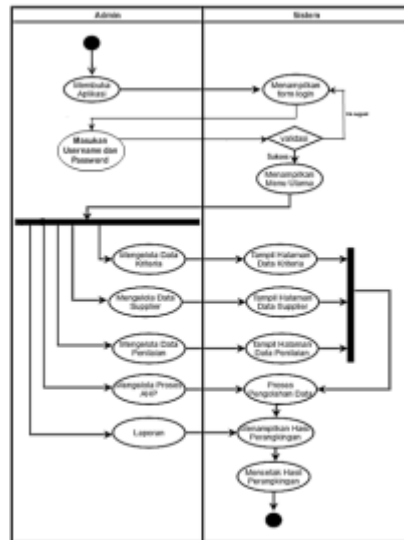 Admin
Sistem
Membuka
Aplikasi
Menampilkan
form login
Masukan
Username dan
Password
validasi
Sukses
Menampilkan
Menu Utama
Mengelola Data
Kriteria
Tampil Halaman
Data Kriteria
Mengelola Data
Supplier
Tampil Halaman
Data Supplier
Mengelola Data
Penilaian
Tampil Halaman
Data Penilaian
Mengelola Proses
AHP
Proses
Pengolahan Data
Laporan
Menampilkan Hasil
Perangkingan
Mencetak Hasil
Perangkingan